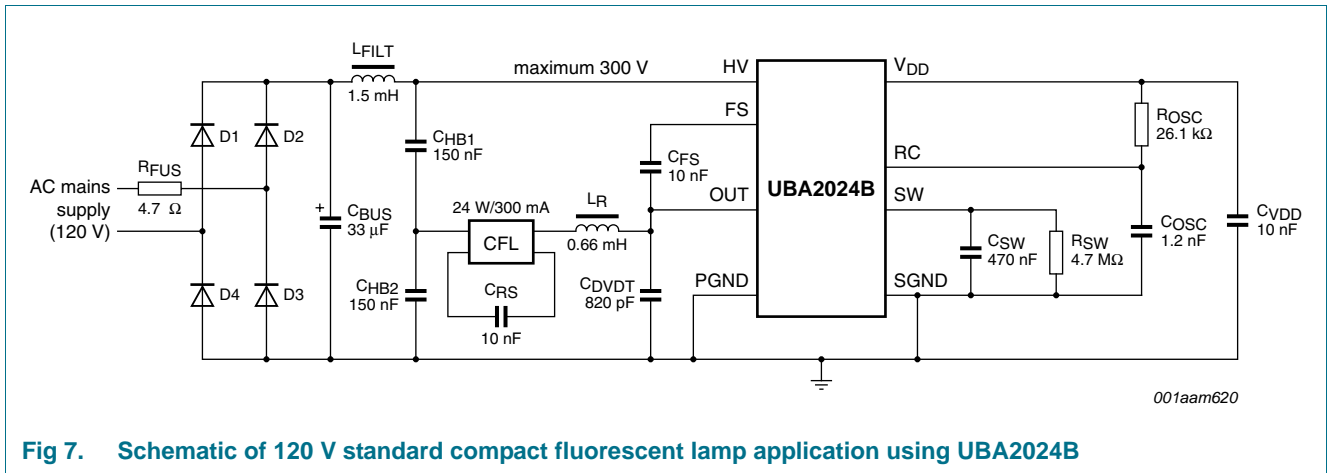 LFILT
1.5 mH
maximum 300 V
HV
VDD
FS
D1
D2
CHB1
150 nF
CFS
10 nF
ROSC
26.1 kΩ
RC
AC mains
supply
(120 V)
RFUS
4.7 Ω
CBUS
33 μF
+
24 W/300 mA
CFL
LR
0.66 mH
OUT
UBA2024B
SW
CSW
470 nF
RSW
4.7 MΩ
COSC
1.2 nF
CVDD
10 nF
D4
D3
CHB2
150 nF
CRS
10 nF
CDVDT
820 pF
PGND
SGND
001aam620
Fig 7. Schematic of 120 V standard compact fluorescent lamp application using UBA2024B